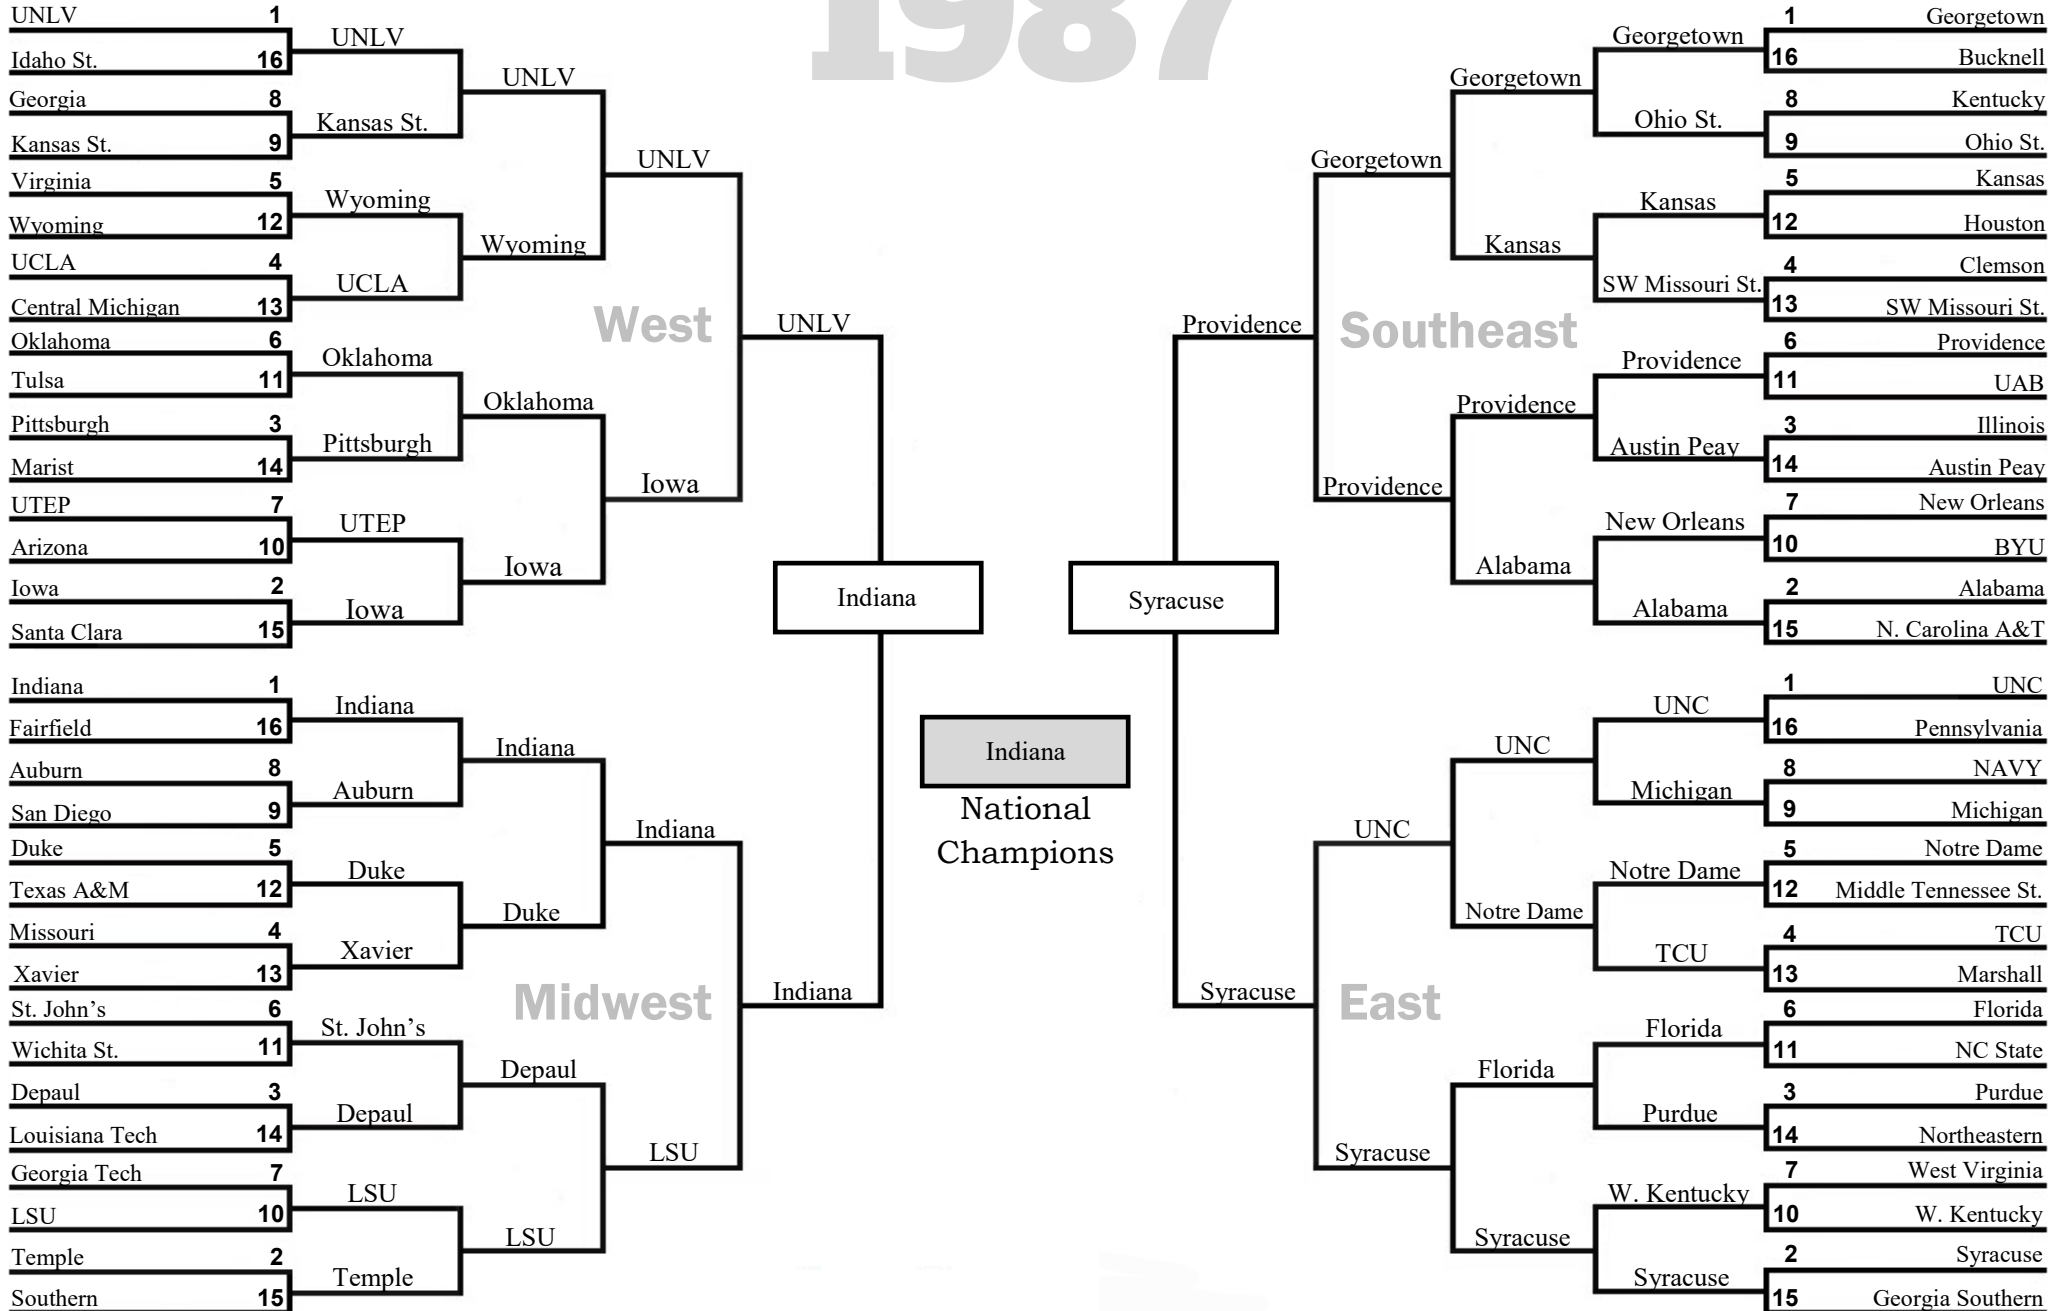 1987
UNLV 1
Idaho St. 16
Georgia 8
Kansas St. 9
Virginia 5
Wyoming 12
UCLA 4
Central Michigan 13
Oklahoma 6
Tulsa 11
Pittsburgh 3
Marist 14
UTEP 7
Arizona 10
Iowa 2
Santa Clara 15
UNLV
Kansas St.
Wyoming
UCLA
Oklahoma
Pittsburgh
UTEP
Iowa
UNLV
Wyoming
Oklahoma
Iowa
West
UNLV
Iowa
UNLV
Indiana 1
Fairfield 16
Auburn 8
San Diego 9
Duke 5
Texas A&M 12
Missouri 4
Xavier 13
St. John’s 6
Wichita St. 11
Depaul 3
Louisiana Tech 14
Georgia Tech 7
LSU 10
Temple 2
Southern 15
Indiana
Auburn
Duke
Xavier
St. John’s
Depaul
LSU
Temple
Indiana
Duke
Depaul
LSU
Midwest
Indiana
LSU
Indiana
Indiana
Syracuse
Indiana
National
Champions
Providence
Georgetown
Providence
Southeast
Georgetown
Kansas
Providence
Alabama
Georgetown
Ohio St.
Kansas
SW Missouri St.
Providence
Austin Peay
New Orleans
Alabama
1 Georgetown
16 Bucknell
8 Kentucky
9 Ohio St.
5 Kansas
12 Houston
4 Clemson
13 SW Missouri St.
6 Providence
11 UAB
3 Illinois
14 Austin Peay
7 New Orleans
10 BYU
2 Alabama
15 N. Carolina A&T
Syracuse
UNC
Syracuse
East
UNC
Notre Dame
Florida
Syracuse
UNC
Michigan
Notre Dame
TCU
Florida
Purdue
W. Kentucky
Syracuse
1 UNC
16 Pennsylvania
8 NAVY
9 Michigan
5 Notre Dame
12 Middle Tennessee St.
4 TCU
13 Marshall
6 Florida
11 NC State
3 Purdue
14 Northeastern
7 West Virginia
10 W. Kentucky
2 Syracuse
15 Georgia Southern